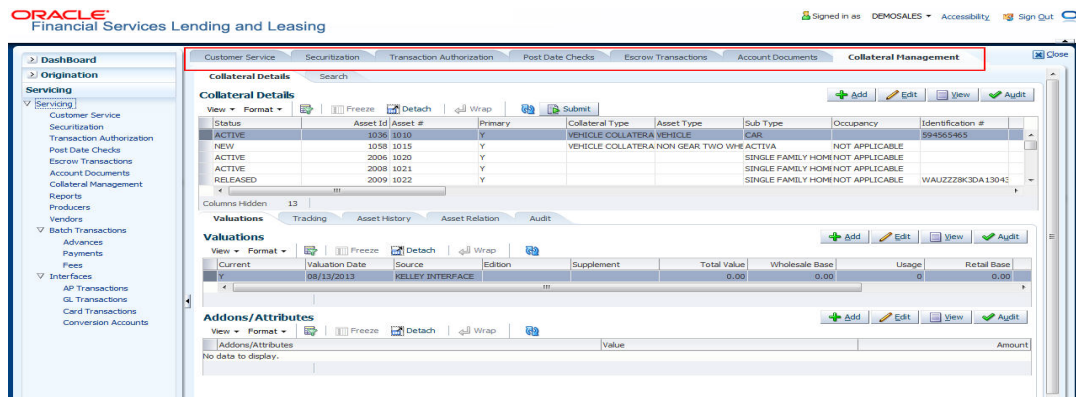 ORACLE
Financial Services Lending and Leasing
Signed in as DEMOSALES Accessibility Sign Out
DashBoard
Origination
Servicing
Servicing
Customer Service
Securitization
Transaction Authorization
Post Date Checks
Escrow Transactions
Account Documents
Collateral Management
Reports
Producers
Vendors
Batch Transactions
Advances
Payments
Fees
Interfaces
AP Transactions
GL Transactions
Card Transactions
Conversion Accounts
Customer Service Securitization Transaction Authorization Post Date Checks Escrow Transactions Account Documents Collateral Management Close
Collateral Details Search
Collateral Details Add Edit View Audit
View Format Freeze Detach Wrap Submit
Status Asset Id Asset # Primary Collateral Type Asset Type Sub Type Occupancy Identification #
ACTIVE 1036 1010 Y VEHICLE COLLATERA VEHICLE CAR 594565465
NEW 1058 1015 Y VEHICLE COLLATERA NON GEAR TWO WHE ACTIVA NOT APPLICABLE
ACTIVE 2006 1020 Y SINGLE FAMILY HOME NOT APPLICABLE
ACTIVE 2008 1021 Y SINGLE FAMILY HOME NOT APPLICABLE
RELEASED 2009 1022 Y SINGLE FAMILY HOME NOT APPLICABLE WAUZZZ8K3DA13043
Columns Hidden 13
Valuations Tracking Asset History Asset Relation Audit
Valuations Add Edit View Audit
View Format Freeze Detach Wrap
Current Valuation Date Source Edition Supplement Total Value Wholesale Base Usage Retail Base
Y 08/13/2013 KELLEY INTERFACE 0.00 0.00 0 0.00
Addons/Attributes Add Edit View Audit
View Format Freeze Detach Wrap
Addons/Attributes Value Amount
No data to display.